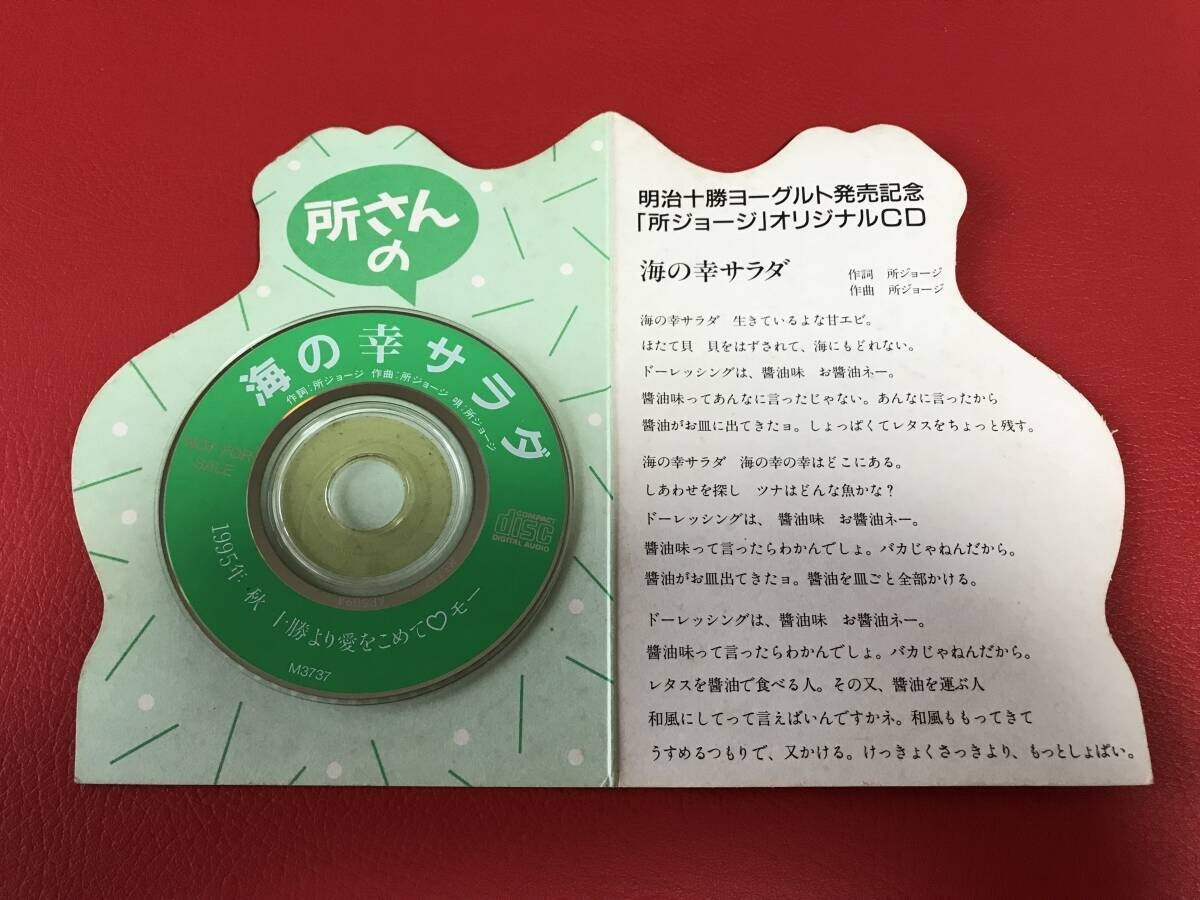 所さん
の
海の幸サラダ
作詞:所ジョージ 作曲:所ジョージ 唄:所ジョージ
NOT FOR
SALE
COMPACT
disc
DIGITAL AUDIO
1995年 秋 十勝より愛をこめて♡モー
M3737
明治十勝ヨーグルト発売記念
「所ジョージ」オリジナルCD
海の幸サラダ
作詞 所ジョージ
作曲 所ジョージ
海の幸サラダ 生きているよな甘エビ。
ほたて貝 貝をはずされて、海にもどれない。
ドーレッシングは、醬油味 お醬油ネー。
醬油味ってあんなに言ったじゃない。あんなに言ったから
醬油がお皿に出てきたョ。しょっぱくてレタスをちょっと残す。
海の幸サラダ 海の幸の幸はどこにある。
しあわせを探し ツナはどんな魚かな?
ドーレッシングは、醬油味 お醬油ネー。
醬油味って言ったらわかんでしょ。バカじゃねんだから。
醬油がお皿出てきたョ。醬油を皿ごと全部かける。
ドーレッシングは、醬油味 お醬油ネー。
醬油味って言ったらわかんでしょ。バカじゃねんだから。
レタスを醬油で食べる人。その又、醬油を運ぶ人
和風にしてって言えばいんですかネ。和風ももってきて
うすめるつもりで、又かける。けっきょくさっきより、もっとしょぱい。